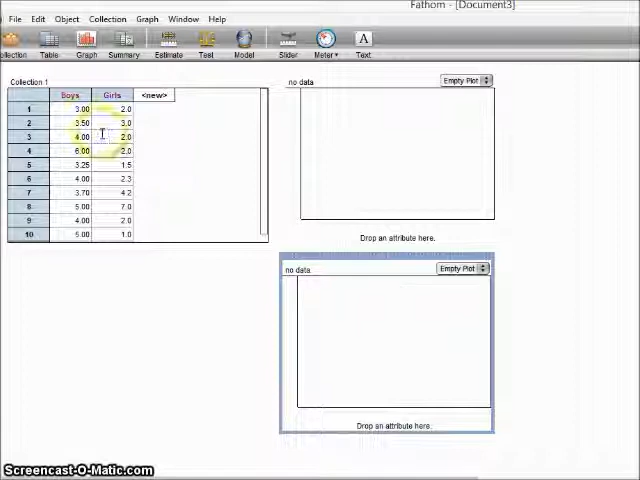 Fathom - [Document3]
File Edit Object Collection Graph Window Help
ollection Table Graph Summary Estimate Test Slider Model Meter Text
Collection 1
Boys Girls <new>
1 3.00 2.0
2 3.50 3.0
3 4.00 2.0
4 6.00 2.0
5 3.25 1.5
6 4.00 2.3
7 3.70 4.2
8 5.00 7.0
9 4.00 2.0
10 5.00 1.0
no data Empty Plot
Drop an attribute here.
no data Empty Plot
Drop an attribute here.
Screencast-O-Matic.com